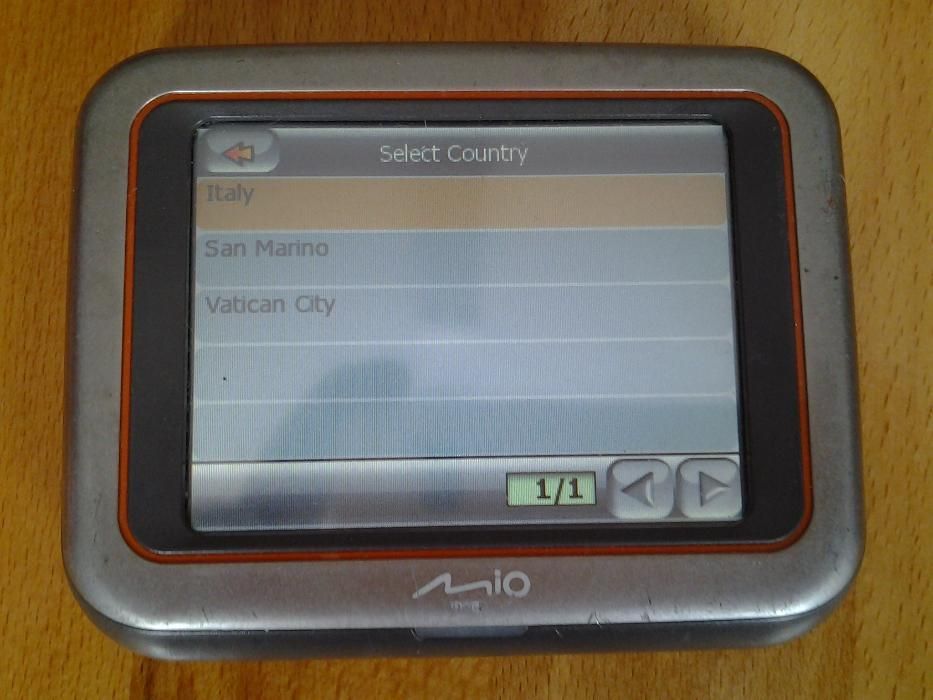 Select Country
Italy
San Marino
Vatican City
1/1
Mio